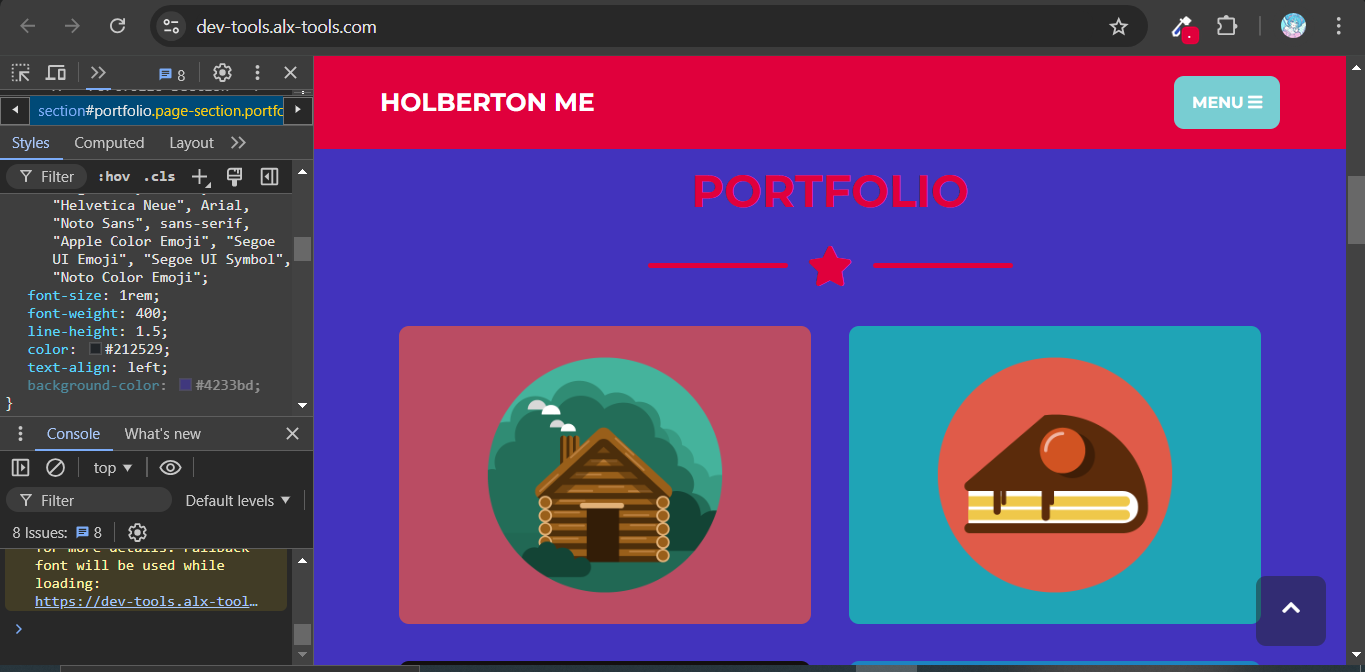 dev-tools.alx-tools.com
8
section#portfolio.page-section.portfo
Styles Computed Layout
Filter :hov .cls
"Helvetica Neue", Arial,
"Noto Sans", sans-serif,
"Apple Color Emoji", "Segoe
UI Emoji", "Segoe UI Symbol",
"Noto Color Emoji";
font-size: 1rem;
font-weight: 400;
line-height: 1.5;
color: #212529;
text-align: left;
background-color: #4233bd;
}
Console What's new
top
Filter Default levels
8 Issues: 8
for more details. Fallback
font will be used while
loading:
https://dev-tools.alx-tool…
HOLBERTON ME
MENU
PORTFOLIO